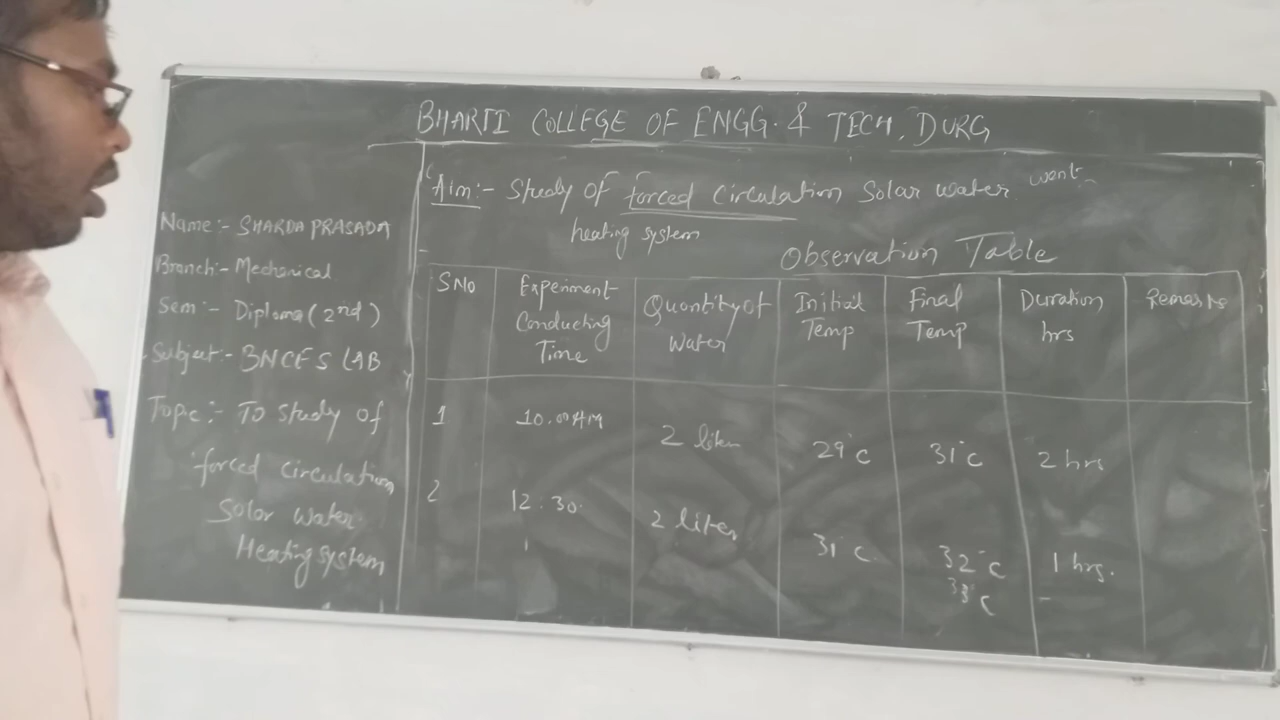 BHARTI COLLEGE OF ENGG. & TECH, DURG
Name:- SHARDA PRASADA
Branch:- Mechanical
Sem:- Diploma (2nd)
Subject:- BNCES LAB
Topic:- To study of
forced circulation
Solar water
Heating system
Aim:- Study of forced circulation Solar water
heating system
Observation Table
S NO | Experiment Conducting Time | Quantity of Water | Initial Temp | Final Temp | Duration hrs | Remarks
1 | 10.00 AM | 2 liter | 29°C | 31°C | 2 hrs
2 | 12:30 | 2 liter | 31°C | 32°C | 1 hrs.
33°C